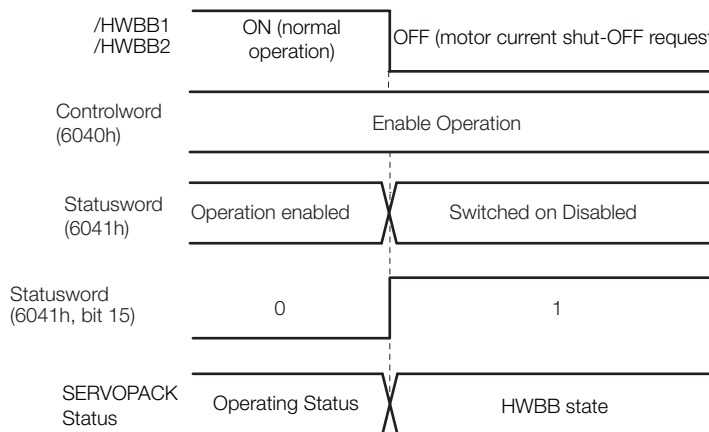 /HWBB1
/HWBB2
ON (normal
operation)
OFF (motor current shut-OFF request
Controlword
(6040h)
Enable Operation
Statusword
(6041h)
Operation enabled
Switched on Disabled
Statusword
(6041h, bit 15)
0
1
SERVOPACK
Status
Operating Status
HWBB state